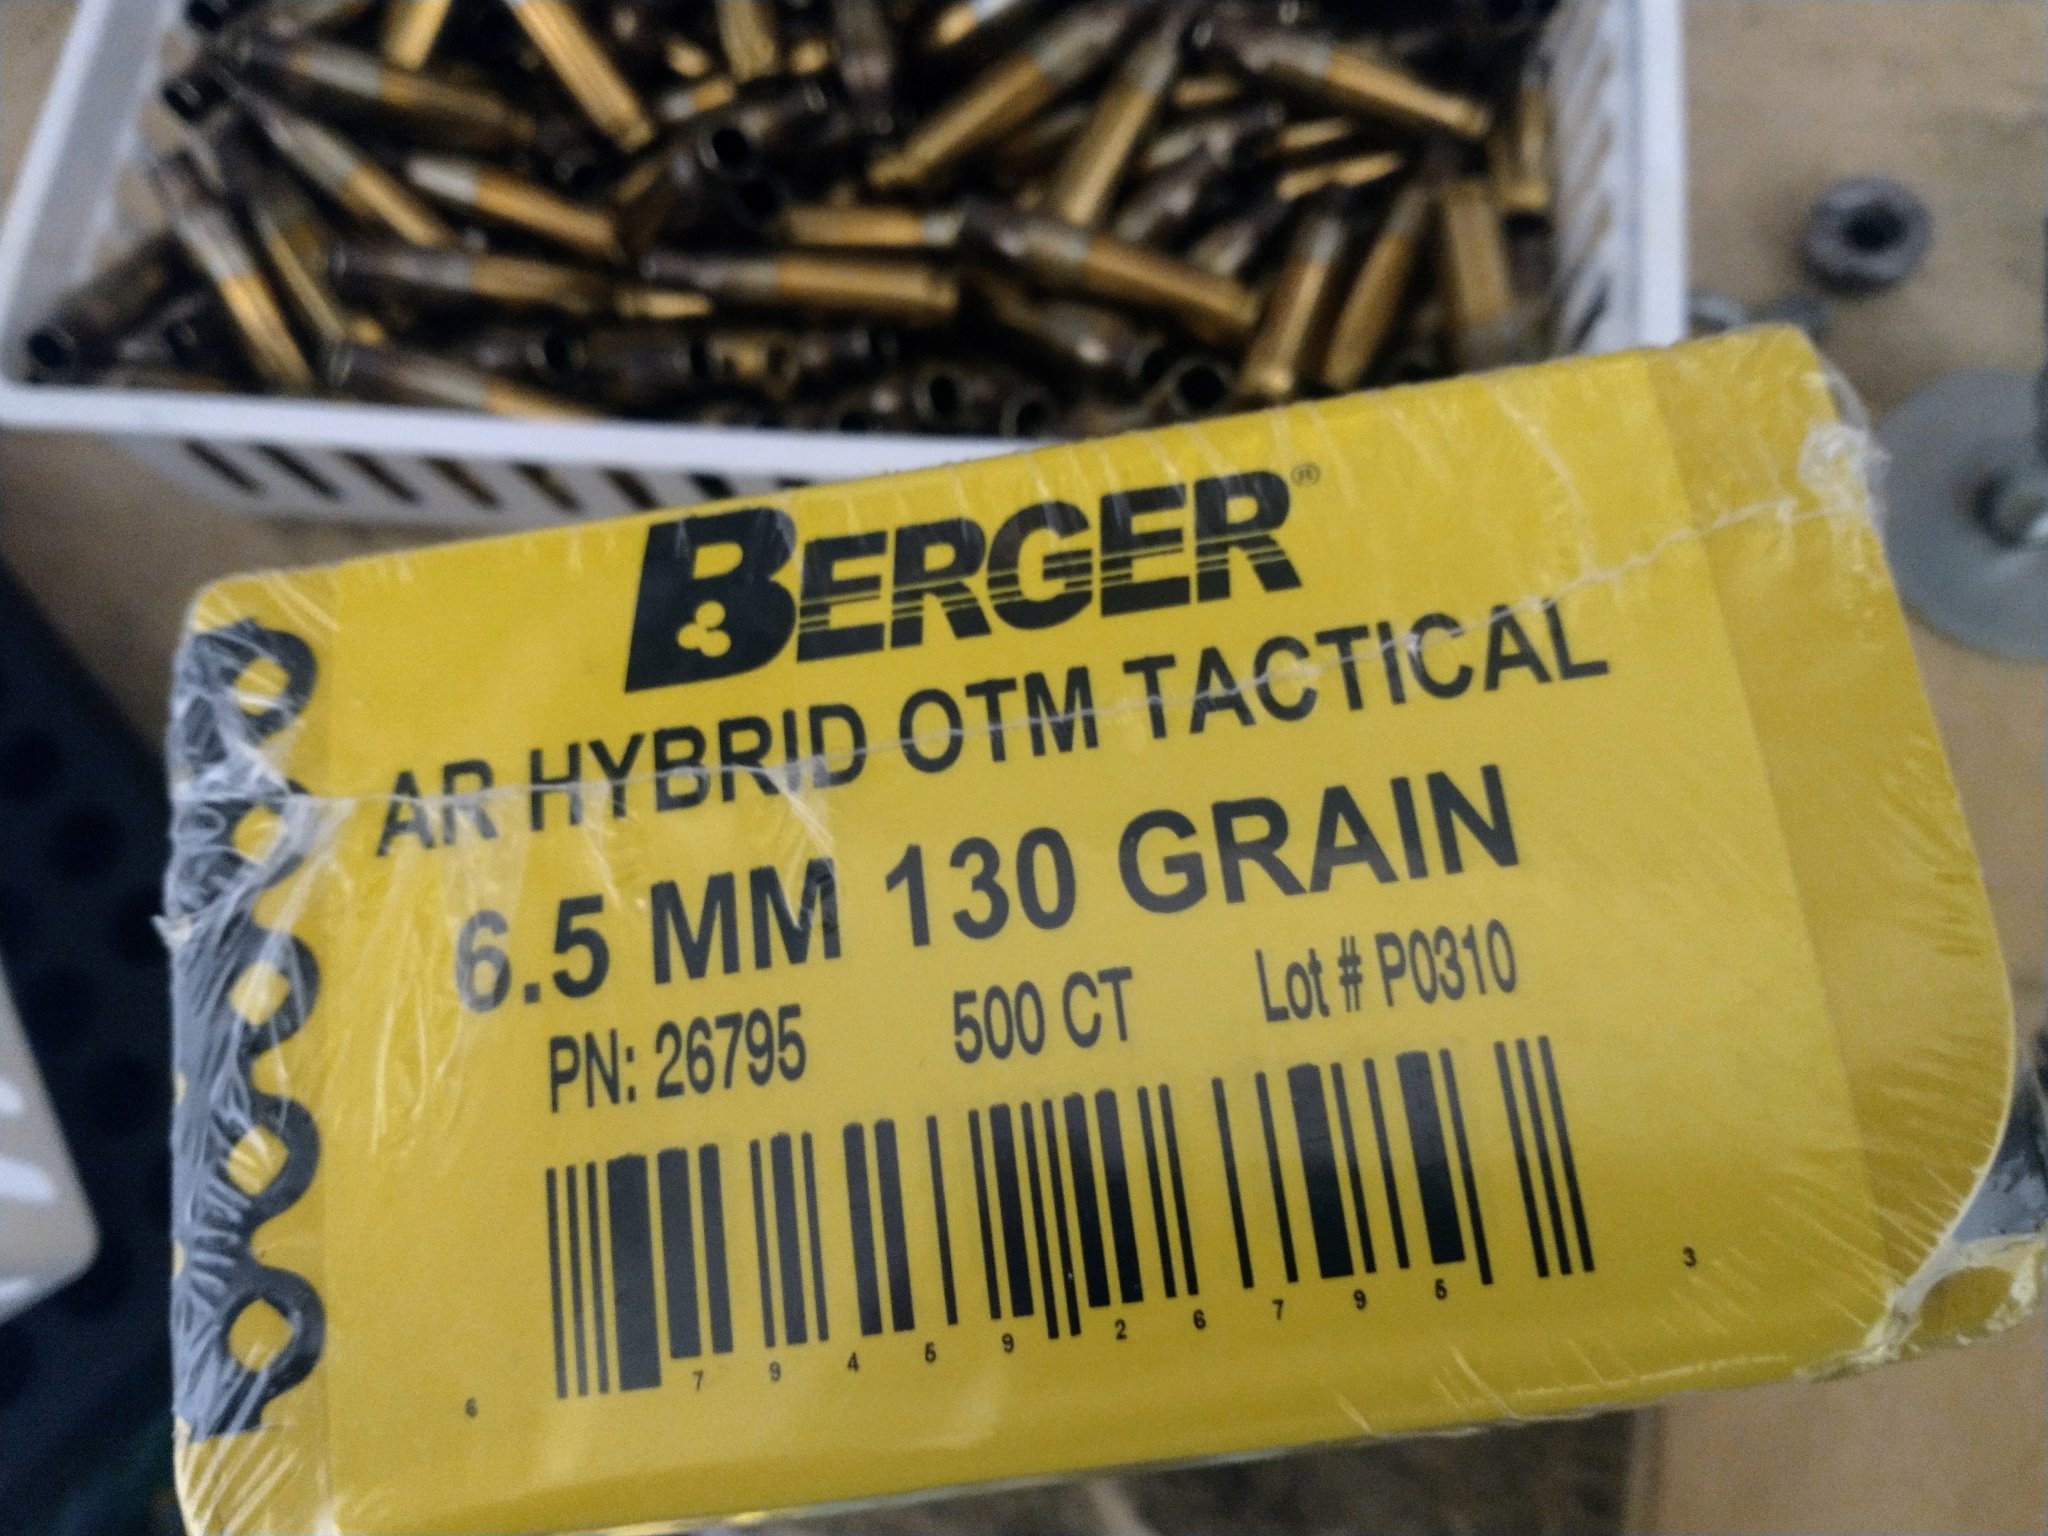 BERGER®
AR HYBRID OTM TACTICAL
6.5 MM 130 GRAIN
PN: 26795 500 CT Lot # P0310
6 79459 26795 3